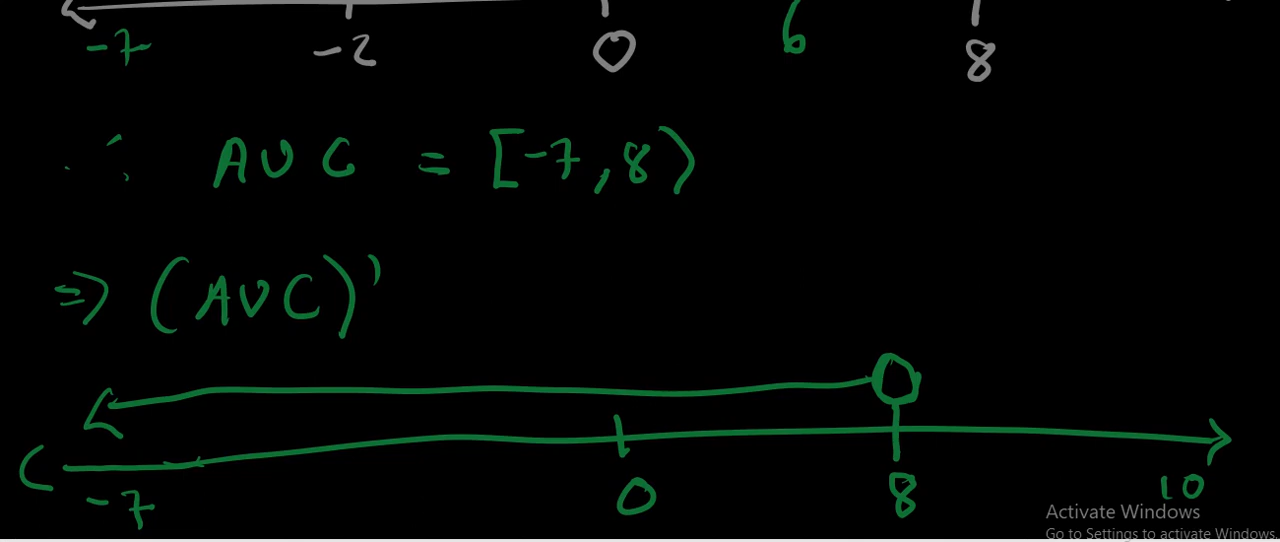 -7 -2 0 6 8
∴ A∪C = [-7,8)
⇒ (A∪C)'
-7 0 8 10
Activate Windows
Go to Settings to activate Windows.